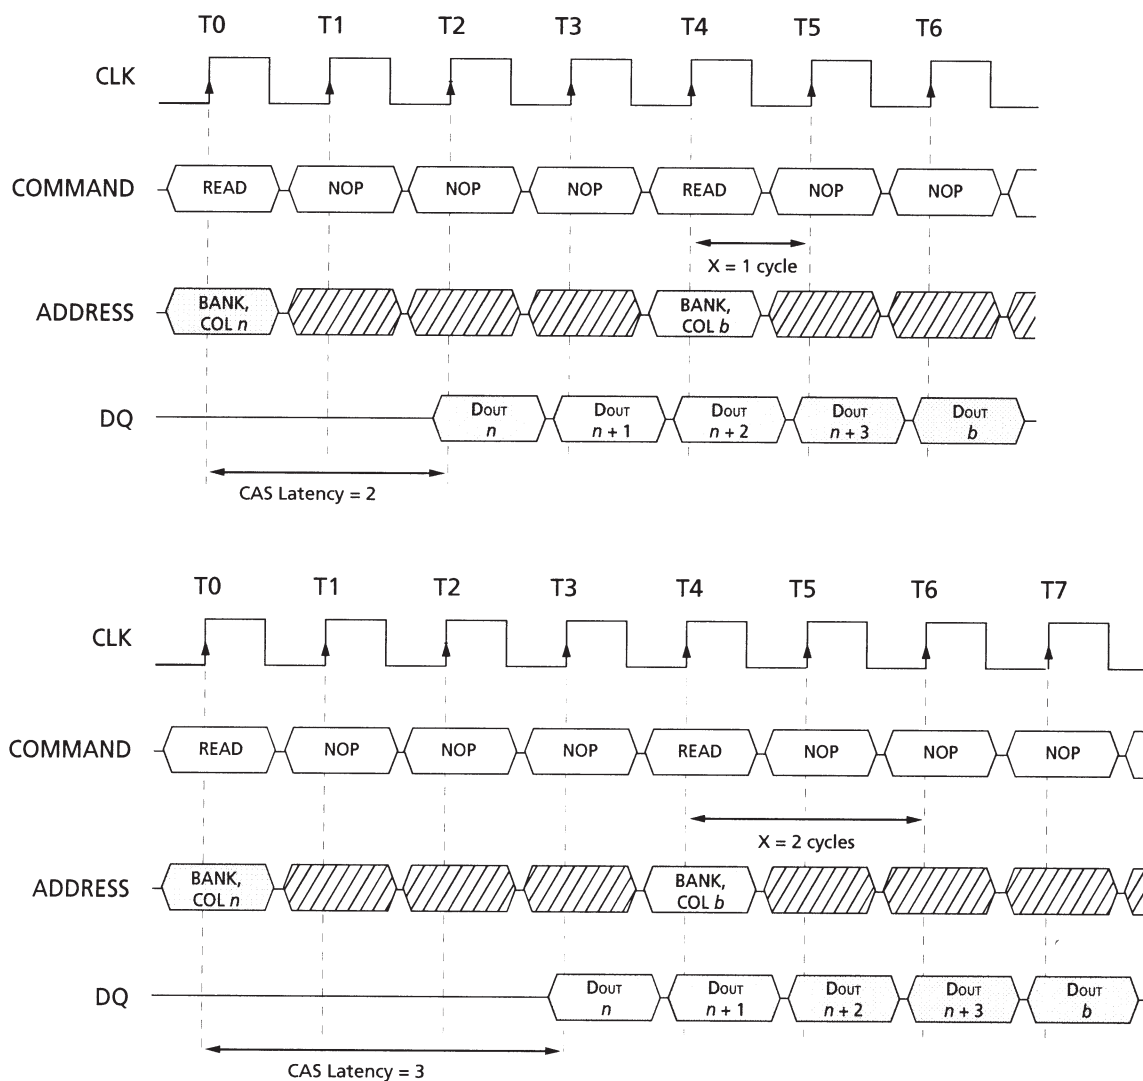 T0 T1 T2 T3 T4 T5 T6
CLK
COMMAND READ NOP NOP NOP READ NOP NOP
X = 1 cycle
ADDRESS BANK, COL n BANK, COL b
DQ DOUT n DOUT n + 1 DOUT n + 2 DOUT n + 3 DOUT b
CAS Latency = 2
T0 T1 T2 T3 T4 T5 T6 T7
CLK
COMMAND READ NOP NOP NOP READ NOP NOP NOP
X = 2 cycles
ADDRESS BANK, COL n BANK, COL b
DQ DOUT n DOUT n + 1 DOUT n + 2 DOUT n + 3 DOUT b
CAS Latency = 3